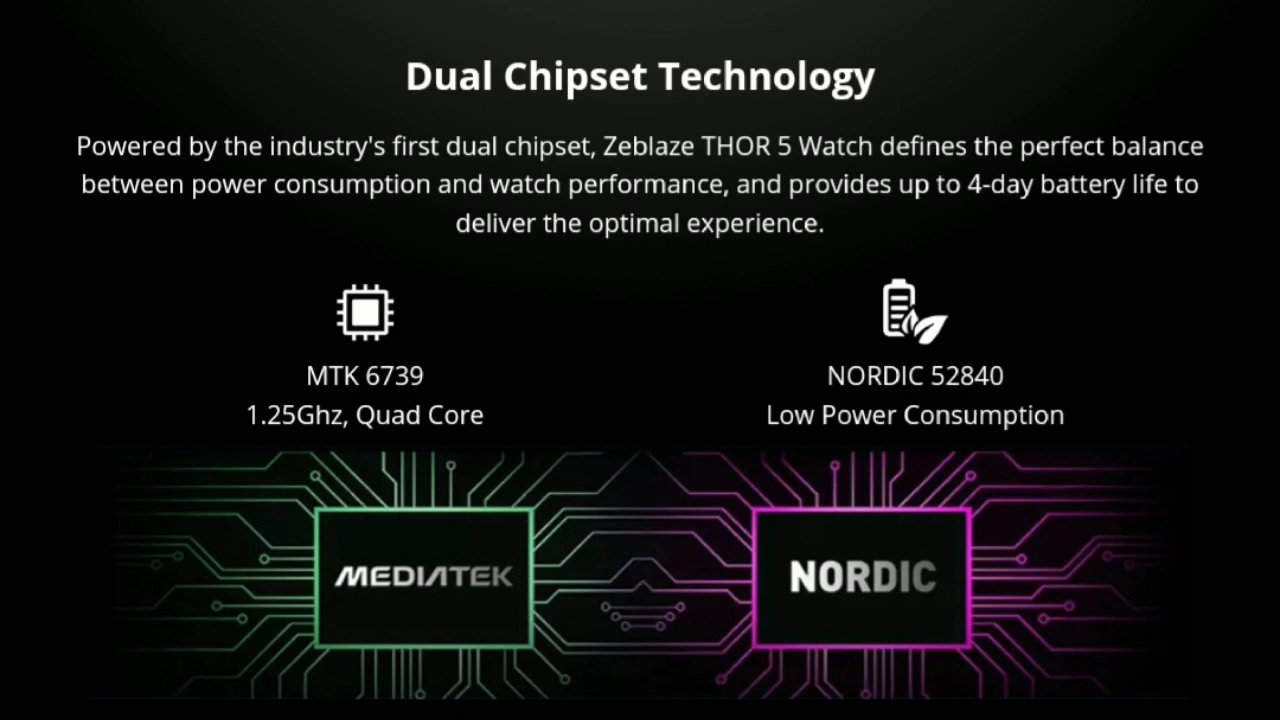 Dual Chipset Technology
Powered by the industry's first dual chipset, Zeblaze THOR 5 Watch defines the perfect balance
between power consumption and watch performance, and provides up to 4-day battery life to
deliver the optimal experience.
MTK 6739
1.25Ghz, Quad Core
NORDIC 52840
Low Power Consumption
MEDIATEK
NORDIC